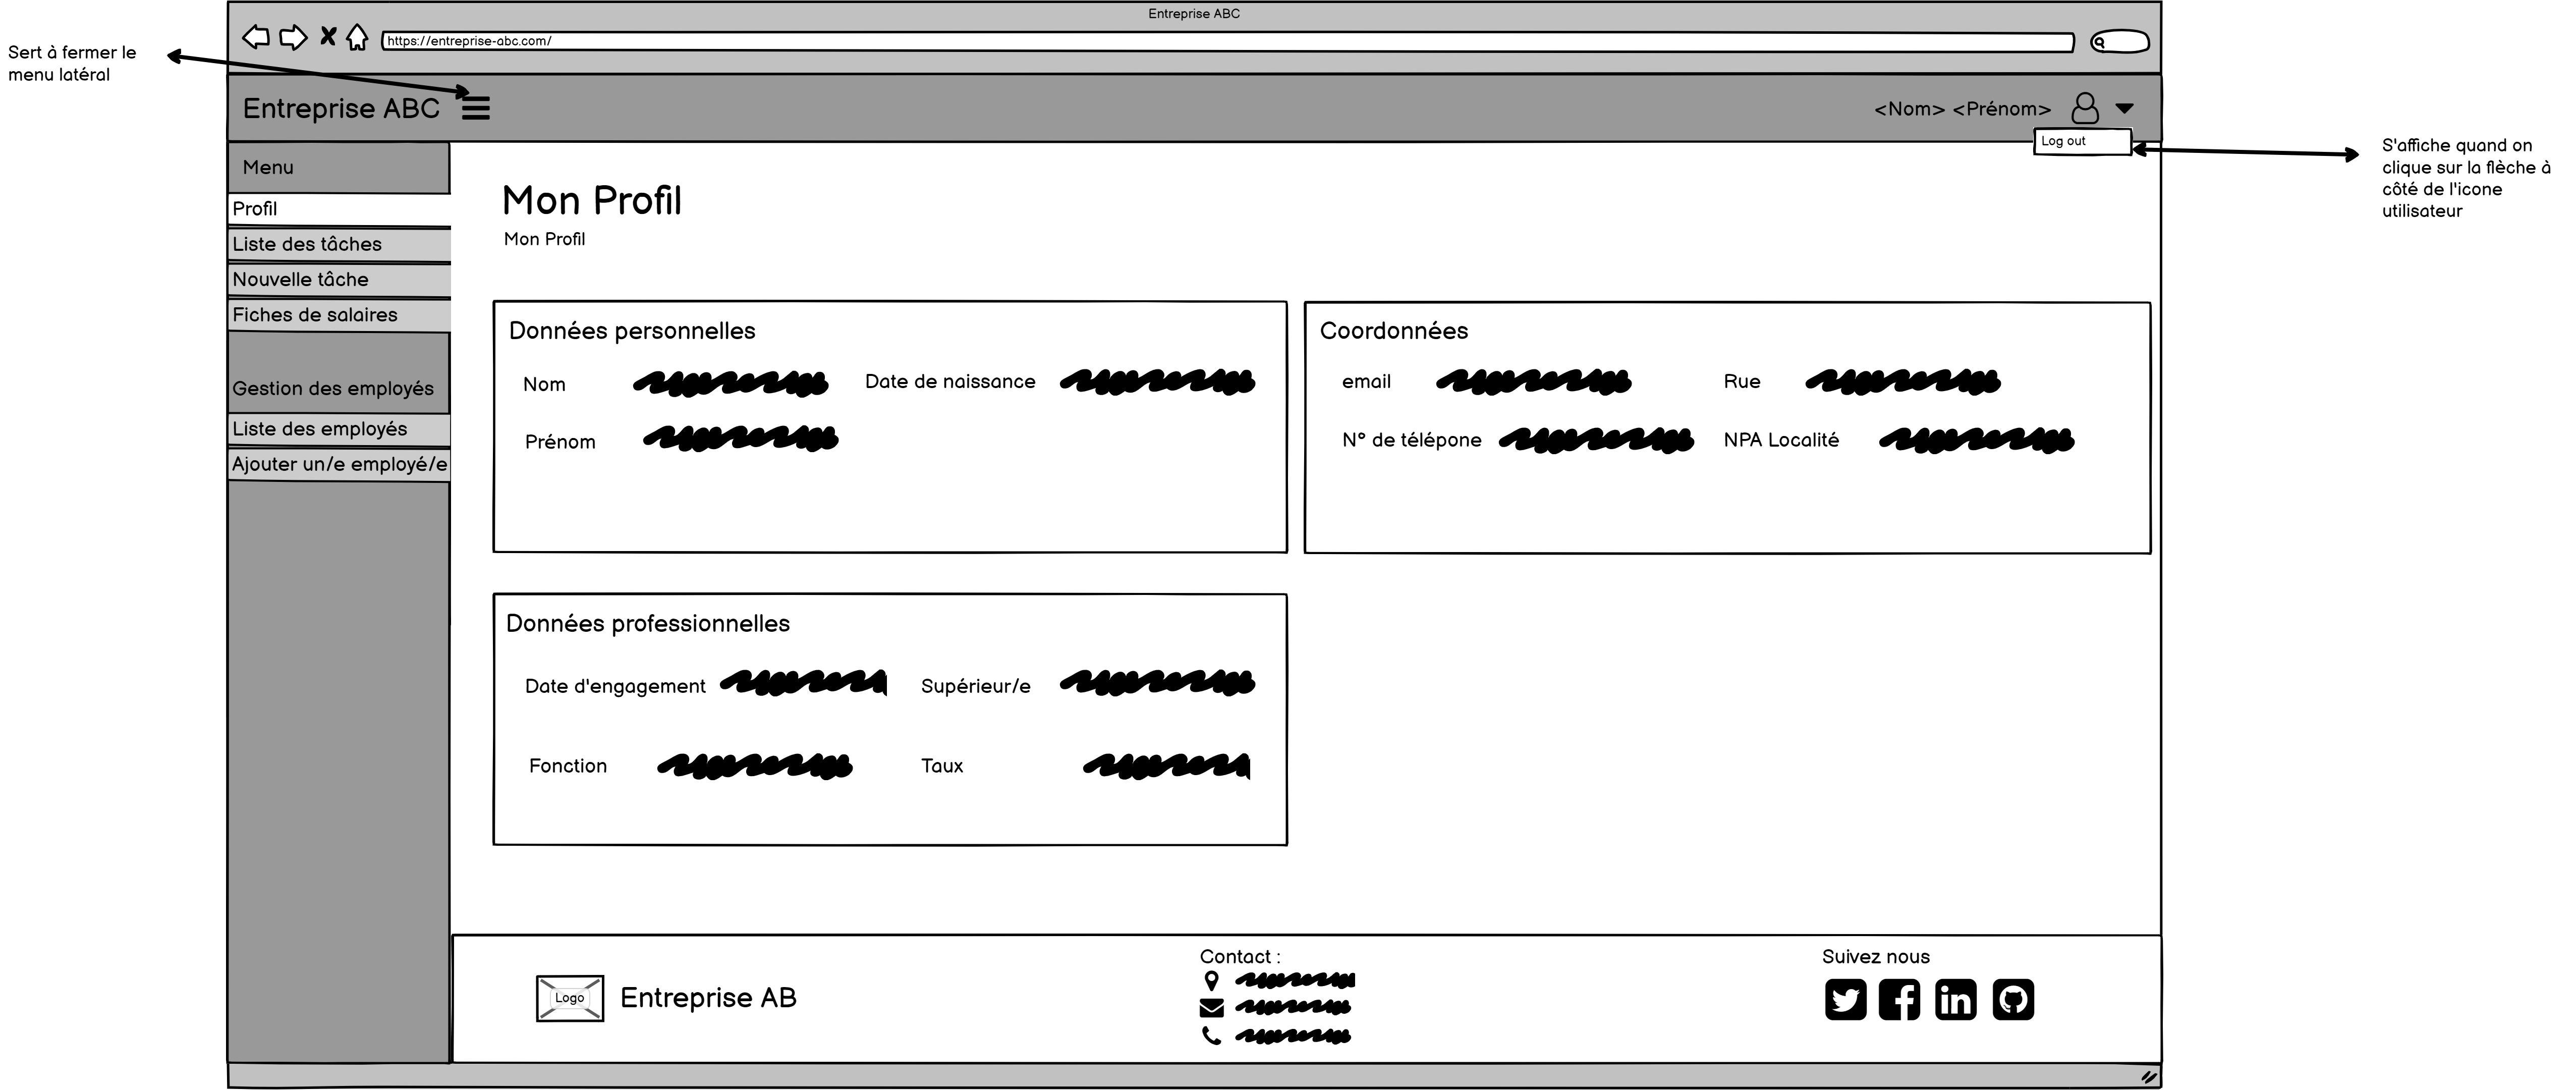 Entreprise ABC
https://entreprise-abc.com/
Sert à fermer le
menu latéral
Entreprise ABC
<Nom> <Prénom>
Log out
S'affiche quand on
clique sur la flèche à
côté de l'icone
utilisateur
Menu
Profil
Liste des tâches
Nouvelle tâche
Fiches de salaires
Gestion des employés
Liste des employés
Ajouter un/e employé/e
Mon Profil
Mon Profil
Données personnelles
Nom
Date de naissance
Prénom
Coordonnées
email
Rue
N° de télépone
NPA Localité
Données professionnelles
Date d'engagement
Supérieur/e
Fonction
Taux
Logo
Entreprise AB
Contact :
Suivez nous